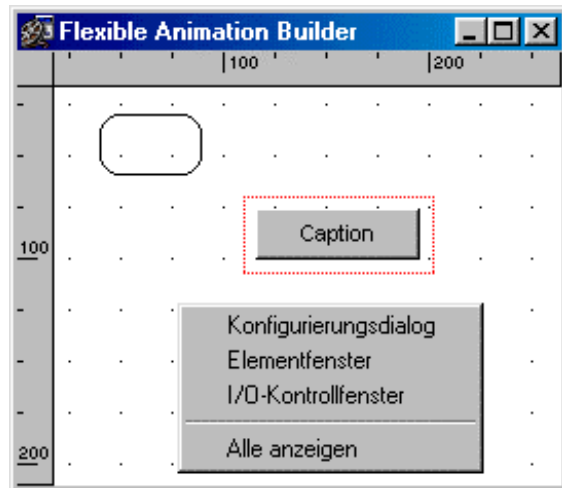 Flexible Animation Builder
100 200
Caption
100
Konfigurierungsdialog
Elementfenster
I/O-Kontrollfenster
Alle anzeigen
200